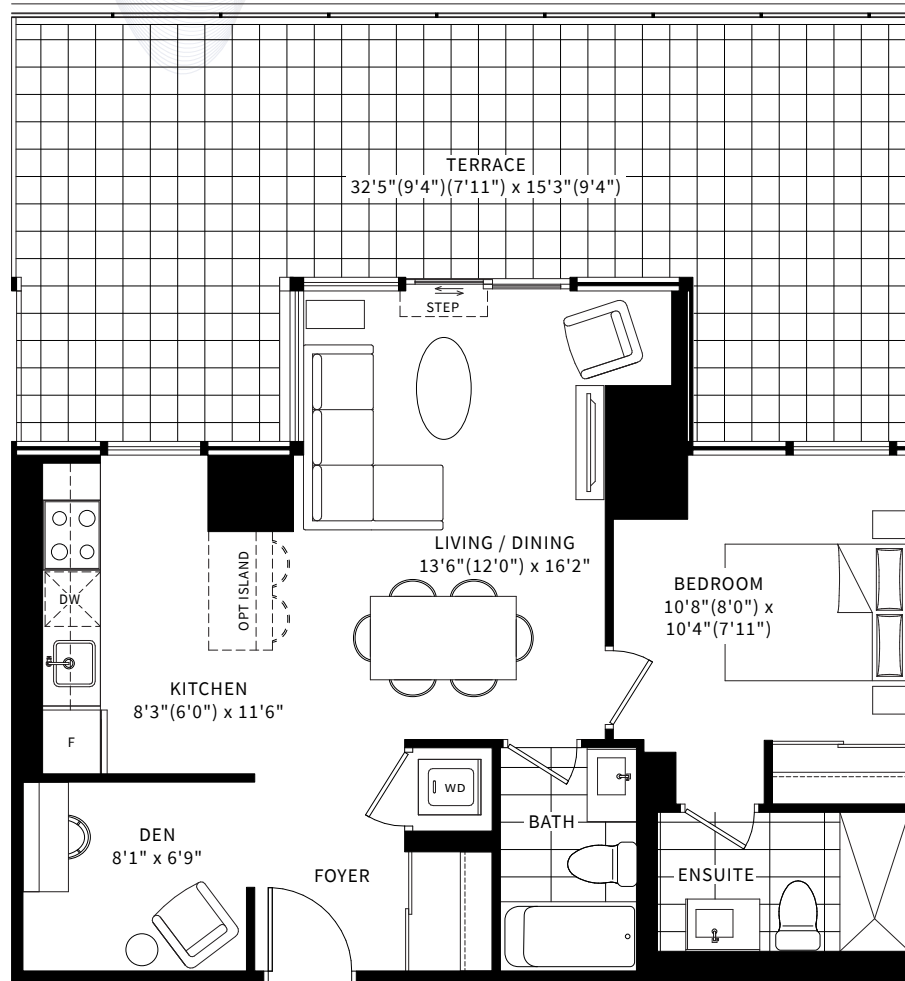 TERRACE
32'5"(9'4")(7'11") x 15'3"(9'4")
STEP
LIVING / DINING
13'6"(12'0") x 16'2"
BEDROOM
10'8"(8'0") x
10'4"(7'11")
OPT ISLAND
DW
KITCHEN
8'3"(6'0") x 11'6"
F
WD
BATH
DEN
8'1" x 6'9"
FOYER
ENSUITE